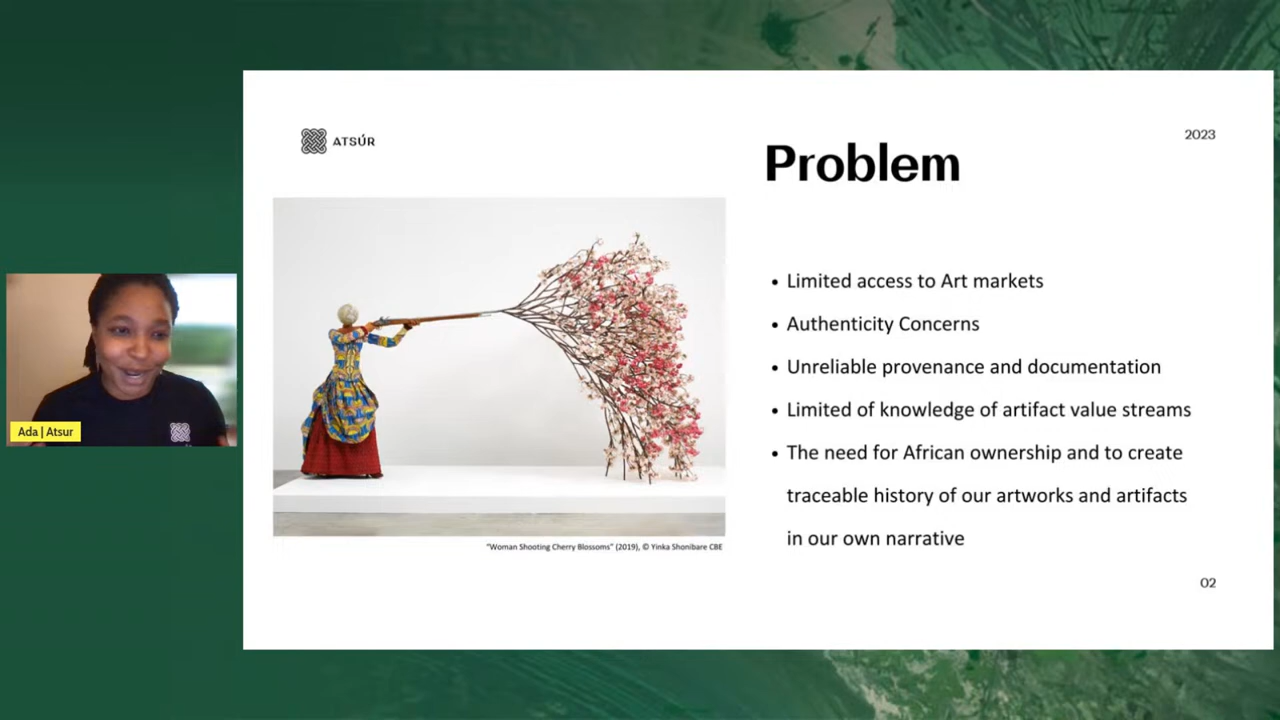 ATSÚR
2023
Problem
• Limited access to Art markets
• Authenticity Concerns
• Unreliable provenance and documentation
• Limited of knowledge of artifact value streams
• The need for African ownership and to create
traceable history of our artworks and artifacts
in our own narrative
"Woman Shooting Cherry Blossoms" (2019), © Yinka Shonibare CBE
02
Ada | Atsur